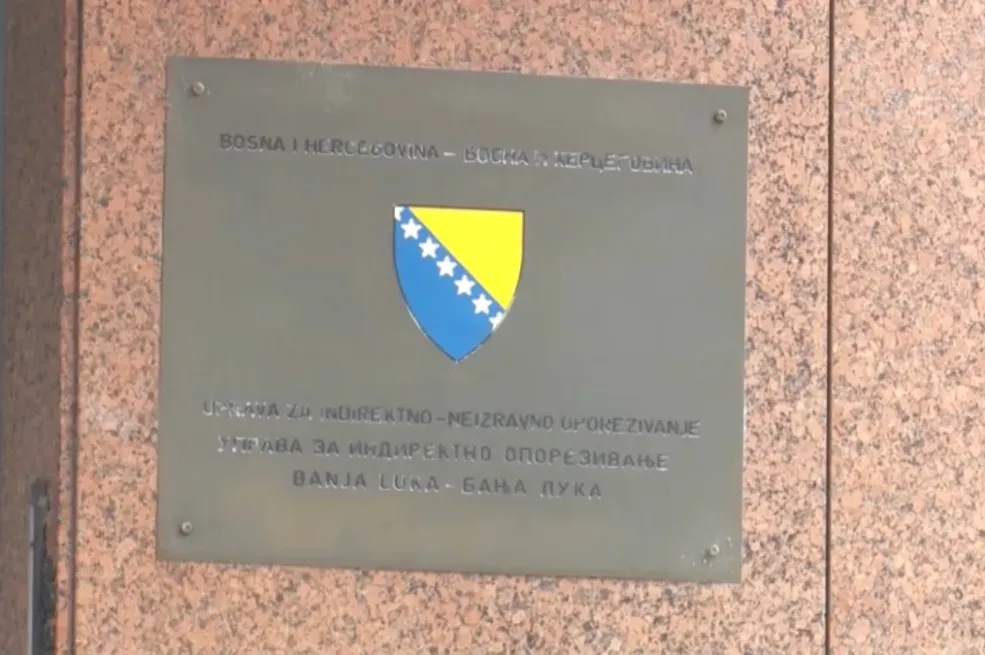 BOSNA I HERCEGOVINA - БОСНА И ХЕРЦЕГОВИНА
UPRAVA ZA INDIREKTNO-NEIZRAVNO OPOREZIVANJE
УПРАВА ЗА ИНДИРЕКТНО ОПОРЕЗИВАЊЕ
BANJA LUKA - БАЊА ЛУКА